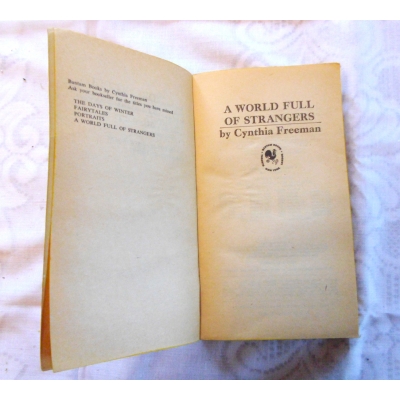 Bantam Books by Cynthia Freeman
Ask your bookseller for the titles you have missed
THE DAYS OF WINTER
FAIRYTALES
PORTRAITS
A WORLD FULL OF STRANGERS
A WORLD FULL
OF STRANGERS
by Cynthia Freeman